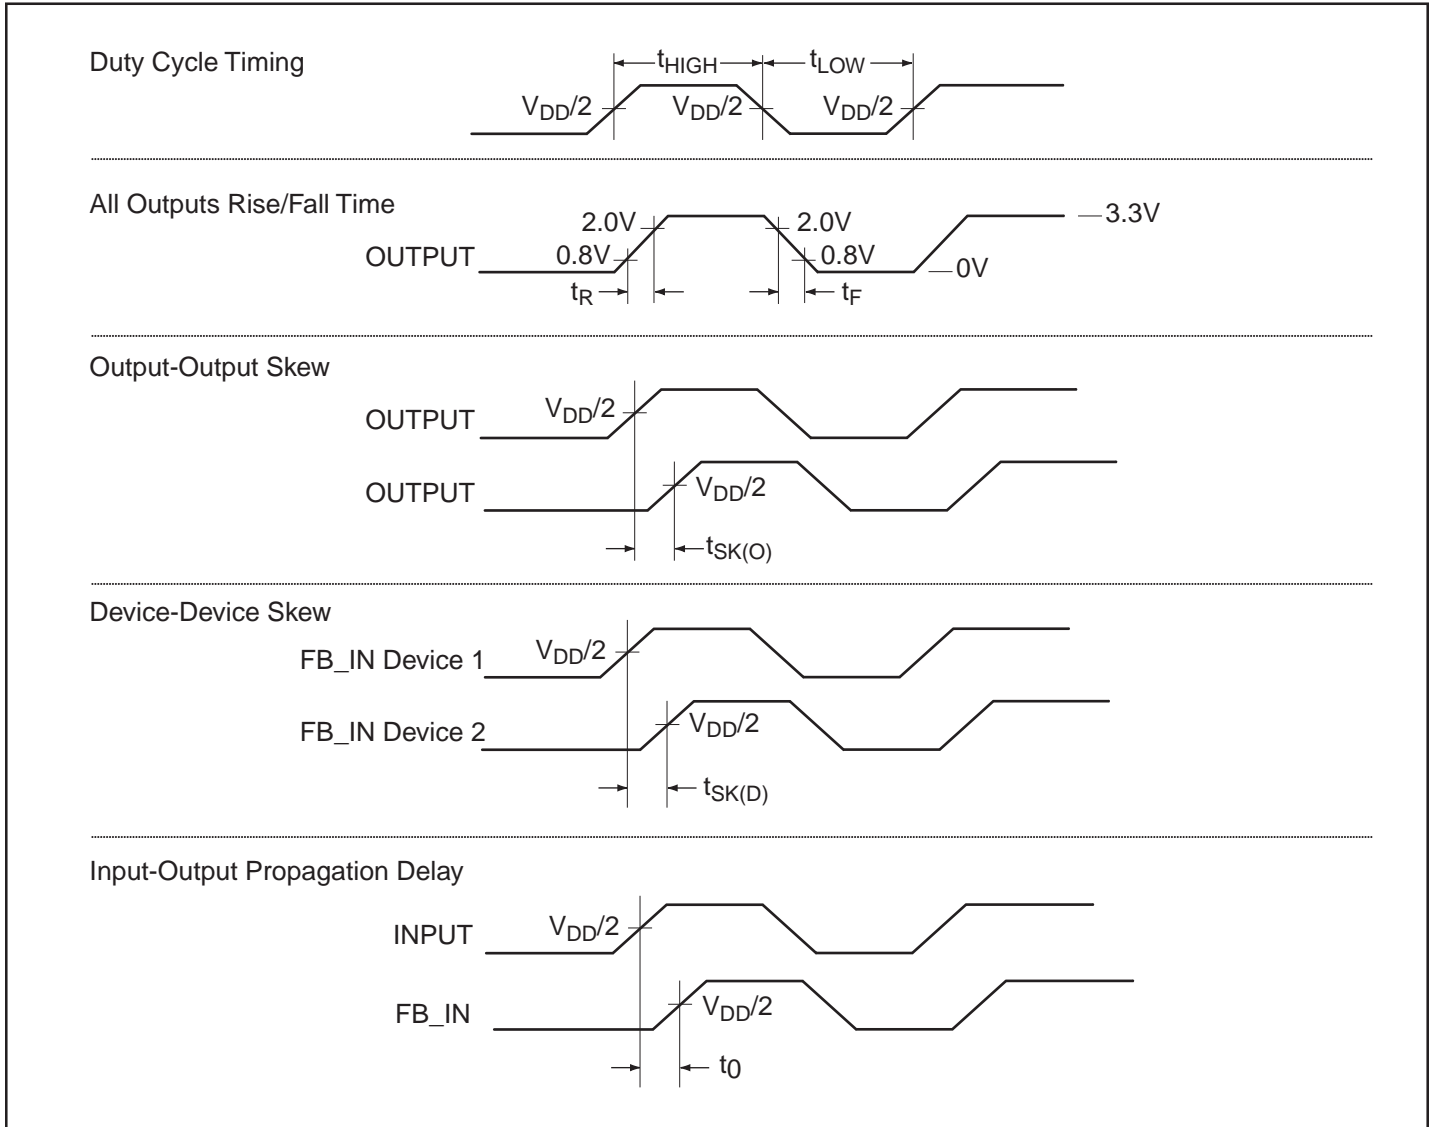 Duty Cycle Timing
tHIGH
tLOW
VDD/2
VDD/2
VDD/2
All Outputs Rise/Fall Time
OUTPUT
2.0V
0.8V
2.0V
0.8V
3.3V
0V
tR
tF
Output-Output Skew
OUTPUT
VDD/2
OUTPUT
VDD/2
tSK(O)
Device-Device Skew
FB_IN Device 1
VDD/2
FB_IN Device 2
VDD/2
tSK(D)
Input-Output Propagation Delay
INPUT
VDD/2
FB_IN
VDD/2
t0